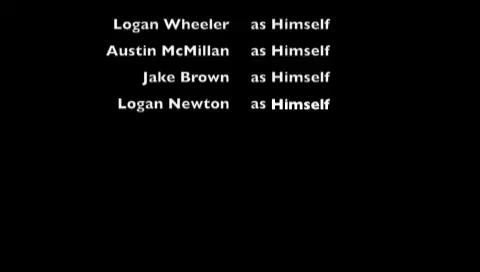 Logan Wheeler as Himself
Austin McMillan as Himself
Jake Brown as Himself
Logan Newton as Himself